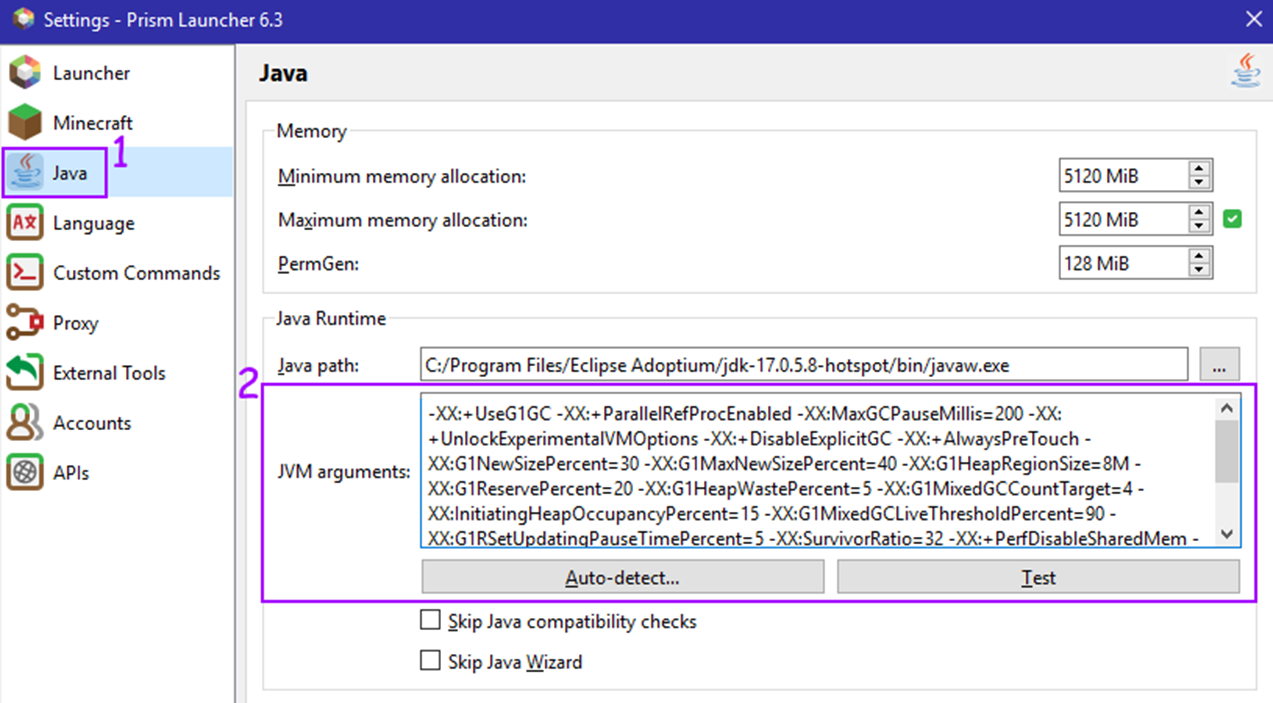 Settings - Prism Launcher 6.3
Launcher
Minecraft
1
Java
Language
Custom Commands
Proxy
External Tools
Accounts
APIs
Java
Memory
Minimum memory allocation:
5120 MiB
Maximum memory allocation:
5120 MiB
PermGen:
128 MiB
Java Runtime
Java path:
C:/Program Files/Eclipse Adoptium/jdk-17.0.5.8-hotspot/bin/javaw.exe
...
2
JVM arguments:
-XX:+UseG1GC -XX:+ParallelRefProcEnabled -XX:MaxGCPauseMillis=200 -XX:
+UnlockExperimentalVMOptions -XX:+DisableExplicitGC -XX:+AlwaysPreTouch -
XX:G1NewSizePercent=30 -XX:G1MaxNewSizePercent=40 -XX:G1HeapRegionSize=8M -
XX:G1ReservePercent=20 -XX:G1HeapWastePercent=5 -XX:G1MixedGCCountTarget=4 -
XX:InitiatingHeapOccupancyPercent=15 -XX:G1MixedGCLiveThresholdPercent=90 -
XX:G1RSetUpdatingPauseTimePercent=5 -XX:SurvivorRatio=32 -XX:+PerfDisableSharedMem -
Auto-detect...
Test
Skip Java compatibility checks
Skip Java Wizard